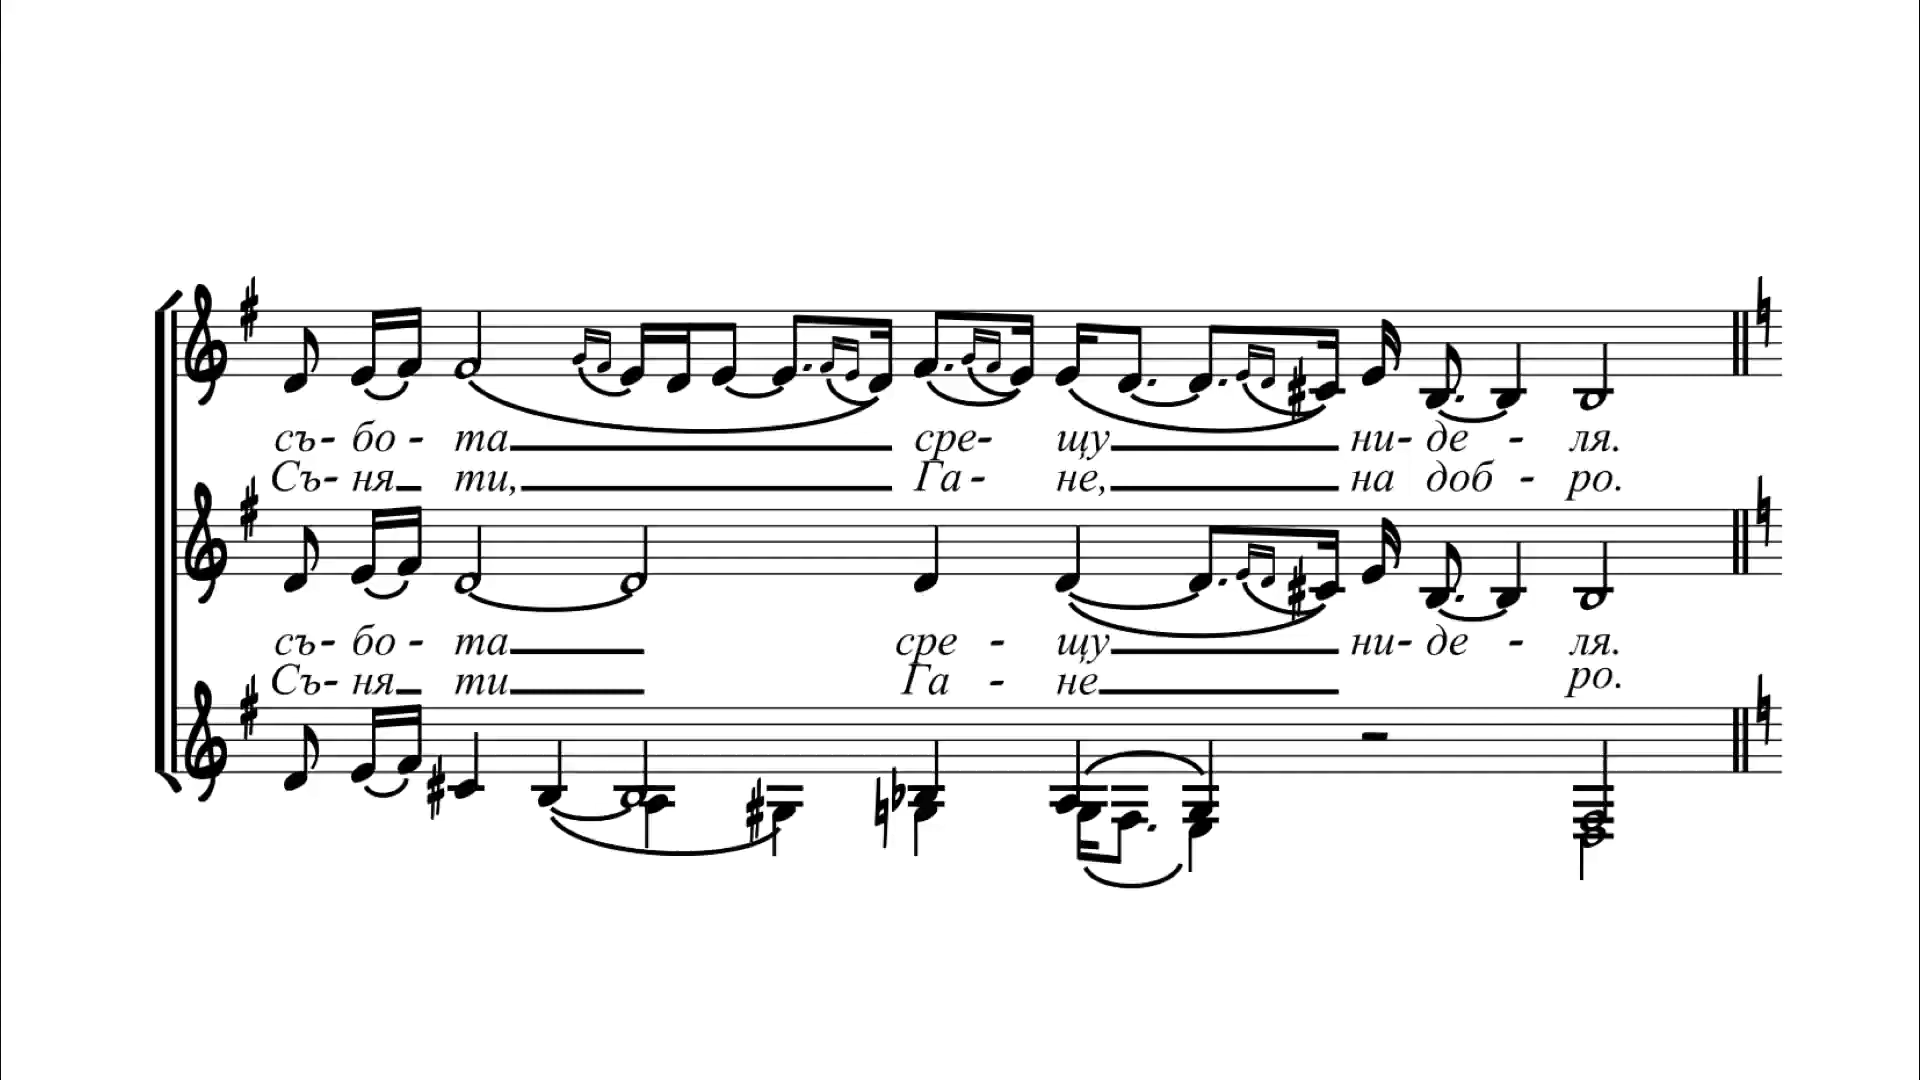 съ- бо - та сре- щу ни- де - ля.
Съ- ня ти, Га - не, на доб - ро.
съ- бо - та сре - щу ни- де - ля.
Съ- ня ти Га - не ро.